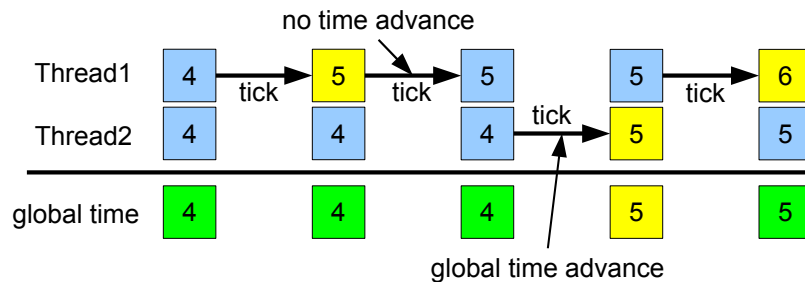 no time advance
Thread1 4 5 5 5 6
tick tick tick
tick
Thread2 4 4 4 5 5
global time 4 4 4 5 5
global time advance